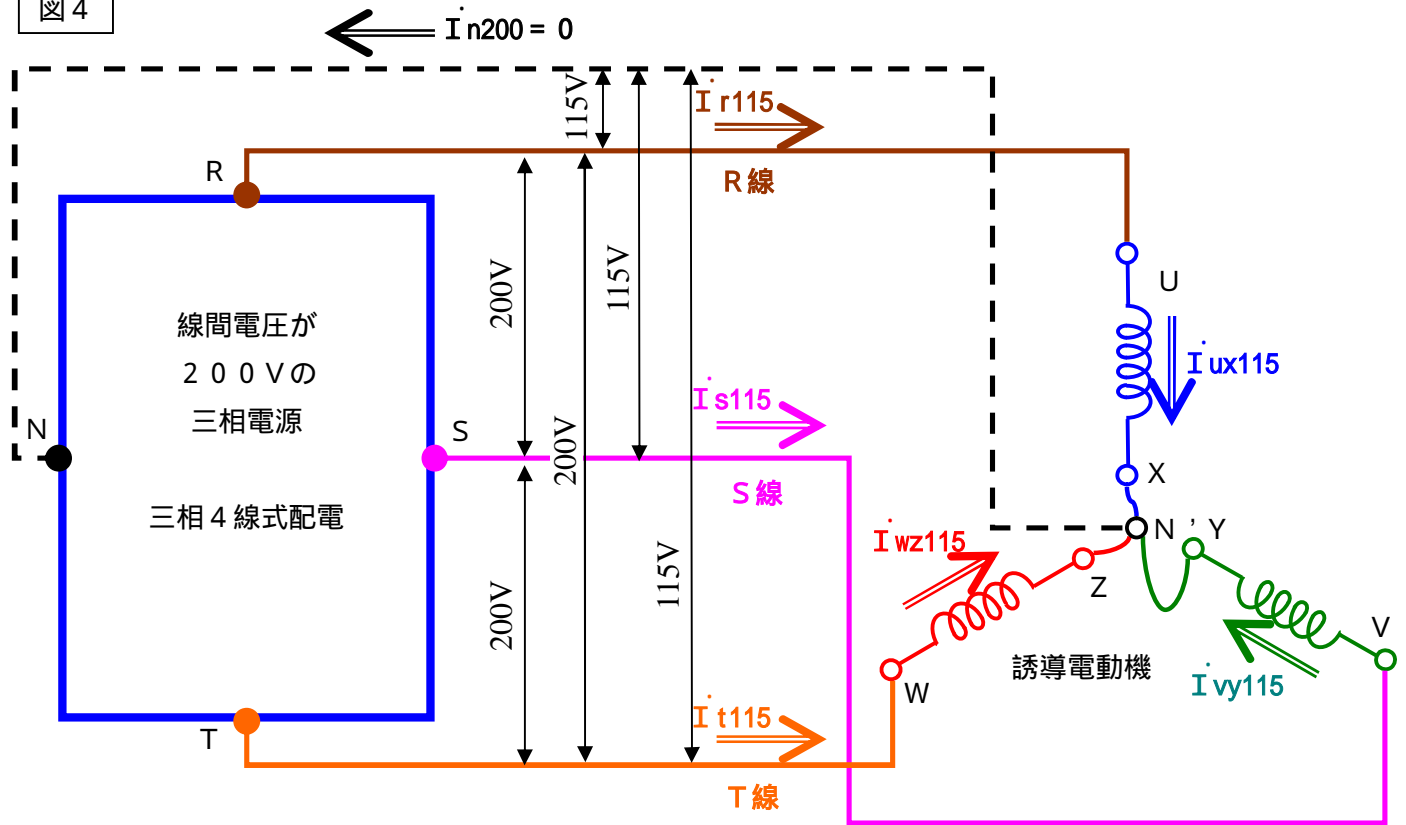 図４
İn200 = 0
115V
İr115
R
R線
200V
115V
U
線間電圧が
２００Vの
三相電源
İux115
N
S
İs115
200V
X
S線
三相４線式配電
İwz115
N’
Y
115V
Z
200V
V
誘導電動機
W
İvy115
İt115
T
T線